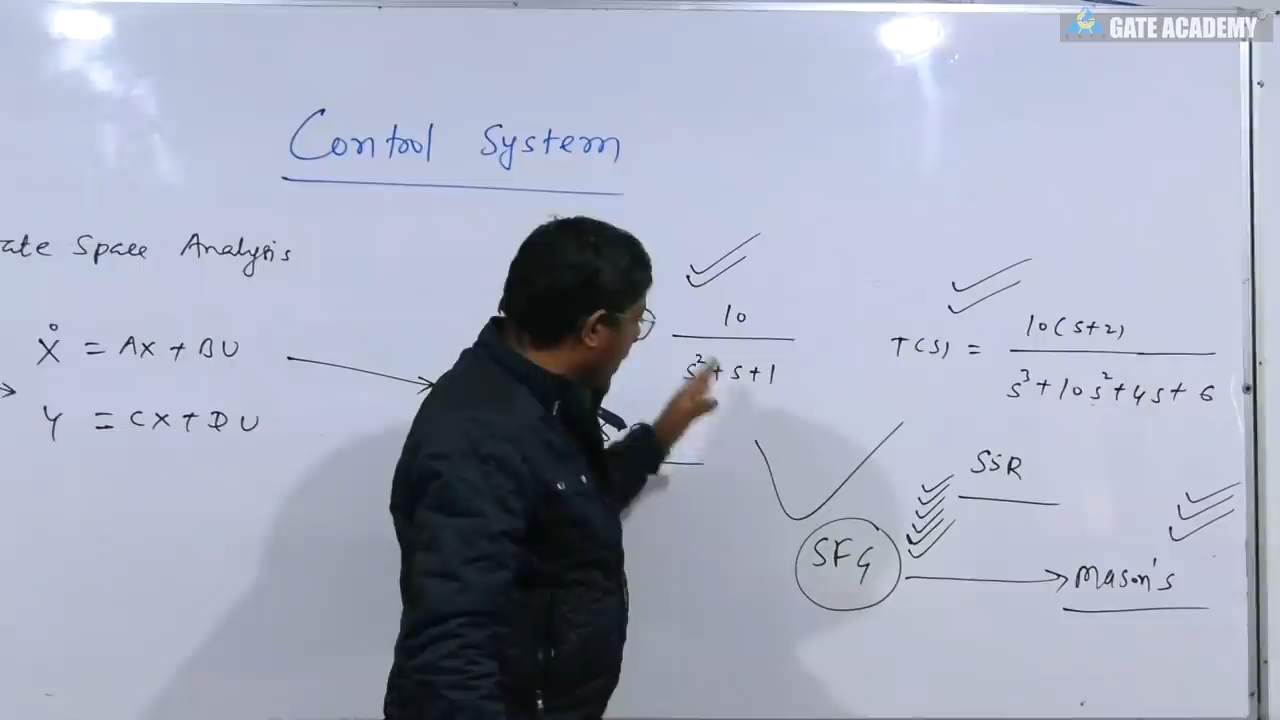 GATE ACADEMY
Control System
ate Space Analysis
Ẋ = AX + BU
Y = CX + DU
10
s² + s + 1
T(S) = 10(s+2)
s³ + 10s² + 4s + 6
SSR
SFG
mason's